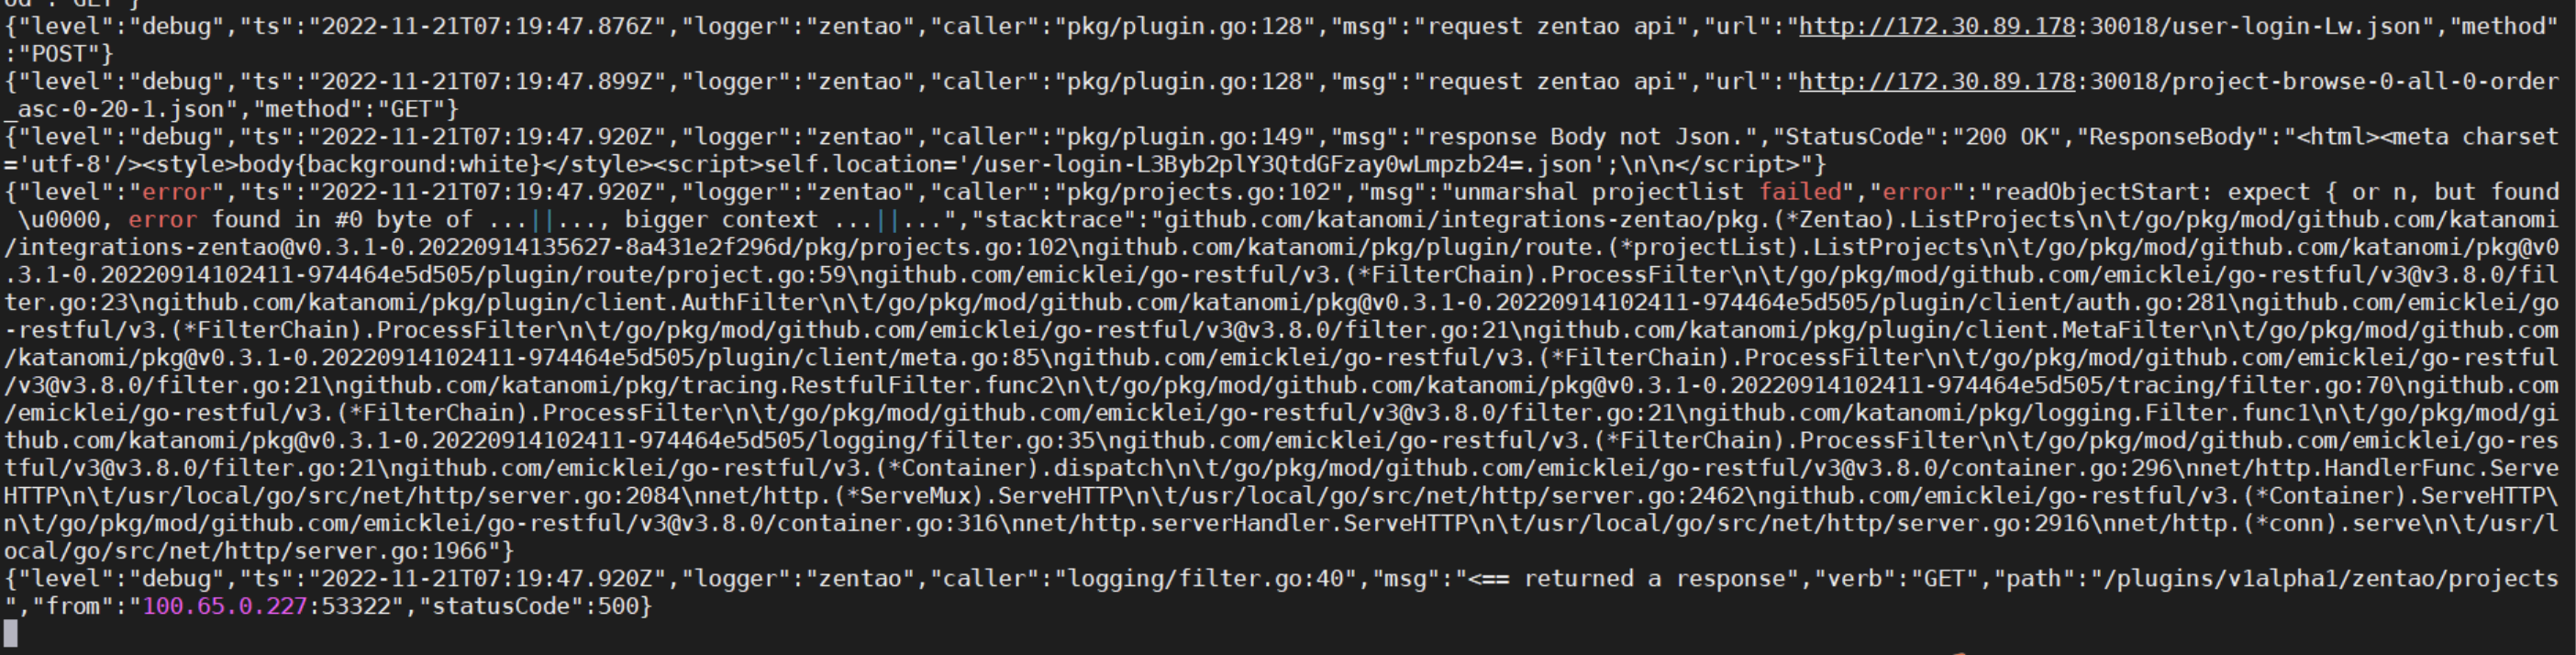 {"level":"debug","ts":"2022-11-21T07:19:47.876Z","logger":"zentao","caller":"pkg/plugin.go:128","msg":"request zentao api","url":"http://172.30.89.178:30018/user-login-Lw.json","method"
:"POST"}
{"level":"debug","ts":"2022-11-21T07:19:47.899Z","logger":"zentao","caller":"pkg/plugin.go:128","msg":"request zentao api","url":"http://172.30.89.178:30018/project-browse-0-all-0-order
_asc-0-20-1.json","method":"GET"}
{"level":"debug","ts":"2022-11-21T07:19:47.920Z","logger":"zentao","caller":"pkg/plugin.go:149","msg":"response Body not Json.","StatusCode":"200 OK","ResponseBody":"<html><meta charset
='utf-8'/><style>body{background:white}</style><script>self.location='/user-login-L3Byb2plY3QtdGFzay0wLmpzb24=.json';\n\n</script>"}
{"level":"error","ts":"2022-11-21T07:19:47.920Z","logger":"zentao","caller":"pkg/projects.go:102","msg":"unmarshal projectlist failed","error":"readObjectStart: expect { or n, but found
 \u0000, error found in #0 byte of ...||..., bigger context ...||...","stacktrace":"github.com/katanomi/integrations-zentao/pkg.(*Zentao).ListProjects\n\t/go/pkg/mod/github.com/katanomi
/integrations-zentao@v0.3.1-0.20220914135627-8a431e2f296d/pkg/projects.go:102\ngithub.com/katanomi/pkg/plugin/route.(*projectList).ListProjects\n\t/go/pkg/mod/github.com/katanomi/pkg@v0
.3.1-0.20220914102411-974464e5d505/plugin/route/project.go:59\ngithub.com/emicklei/go-restful/v3.(*FilterChain).ProcessFilter\n\t/go/pkg/mod/github.com/emicklei/go-restful/v3@v3.8.0/fil
ter.go:23\ngithub.com/katanomi/pkg/plugin/client.AuthFilter\n\t/go/pkg/mod/github.com/katanomi/pkg@v0.3.1-0.20220914102411-974464e5d505/plugin/client/auth.go:281\ngithub.com/emicklei/go
-restful/v3.(*FilterChain).ProcessFilter\n\t/go/pkg/mod/github.com/emicklei/go-restful/v3@v3.8.0/filter.go:21\ngithub.com/katanomi/pkg/plugin/client.MetaFilter\n\t/go/pkg/mod/github.com
/katanomi/pkg@v0.3.1-0.20220914102411-974464e5d505/plugin/client/meta.go:85\ngithub.com/emicklei/go-restful/v3.(*FilterChain).ProcessFilter\n\t/go/pkg/mod/github.com/emicklei/go-restful
/v3@v3.8.0/filter.go:21\ngithub.com/katanomi/pkg/tracing.RestfulFilter.func2\n\t/go/pkg/mod/github.com/katanomi/pkg@v0.3.1-0.20220914102411-974464e5d505/tracing/filter.go:70\ngithub.com
/emicklei/go-restful/v3.(*FilterChain).ProcessFilter\n\t/go/pkg/mod/github.com/emicklei/go-restful/v3@v3.8.0/filter.go:21\ngithub.com/katanomi/pkg/logging.Filter.func1\n\t/go/pkg/mod/gi
thub.com/katanomi/pkg@v0.3.1-0.20220914102411-974464e5d505/logging/filter.go:35\ngithub.com/emicklei/go-restful/v3.(*FilterChain).ProcessFilter\n\t/go/pkg/mod/github.com/emicklei/go-res
tful/v3@v3.8.0/filter.go:21\ngithub.com/emicklei/go-restful/v3.(*Container).dispatch\n\t/go/pkg/mod/github.com/emicklei/go-restful/v3@v3.8.0/container.go:296\nnet/http.HandlerFunc.Serve
HTTP\n\t/usr/local/go/src/net/http/server.go:2084\nnet/http.(*ServeMux).ServeHTTP\n\t/usr/local/go/src/net/http/server.go:2462\ngithub.com/emicklei/go-restful/v3.(*Container).ServeHTTP\
n\t/go/pkg/mod/github.com/emicklei/go-restful/v3@v3.8.0/container.go:316\nnet/http.serverHandler.ServeHTTP\n\t/usr/local/go/src/net/http/server.go:2916\nnet/http.(*conn).serve\n\t/usr/l
ocal/go/src/net/http/server.go:1966"}
{"level":"debug","ts":"2022-11-21T07:19:47.920Z","logger":"zentao","caller":"logging/filter.go:40","msg":"<== returned a response","verb":"GET","path":"/plugins/v1alpha1/zentao/projects
","from":"100.65.0.227:53322","statusCode":500}